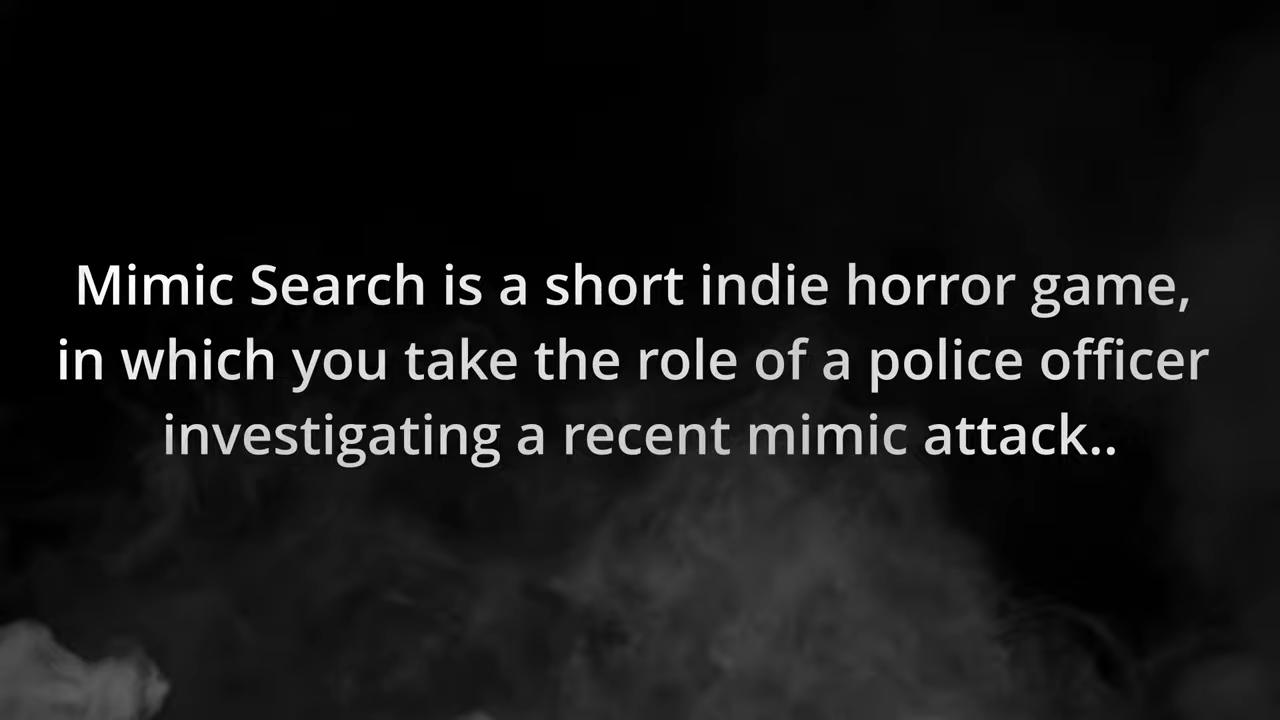 Mimic Search is a short indie horror game,
in which you take the role of a police officer
investigating a recent mimic attack..